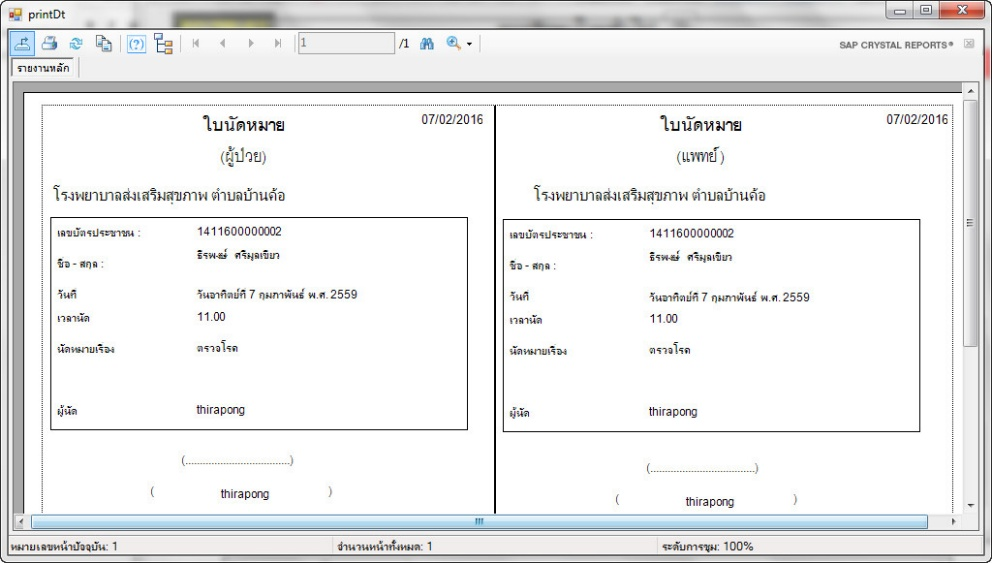 printDt
1 /1
SAP CRYSTAL REPORTS®
รายงานหลัก
ใบนัดหมาย 07/02/2016
(ผู้ป่วย)
โรงพยาบาลส่งเสริมสุขภาพ ตำบลบ้านค้อ
เลขบัตรประชาชน : 1411600000002
ชื่อ - สกุล : ธิรพงษ์ ศรีมุลเขียว
วันที่ วันอาทิตย์ที่ 7 กุมภาพันธ์ พ.ศ. 2559
เวลานัด 11.00
นัดหมายเรื่อง ตรวจโรค
ผู้นัด thirapong
(...................................)
( thirapong )
ใบนัดหมาย 07/02/2016
(แพทย์ )
โรงพยาบาลส่งเสริมสุขภาพ ตำบลบ้านค้อ
เลขบัตรประชาชน : 1411600000002
ชื่อ - สกุล : ธิรพงษ์ ศรีมุลเขียว
วันที่ วันอาทิตย์ที่ 7 กุมภาพันธ์ พ.ศ. 2559
เวลานัด 11.00
นัดหมายเรื่อง ตรวจโรค
ผู้นัด thirapong
(...................................)
( thirapong )
หมายเลขหน้าปัจจุบัน: 1 จำนวนหน้าทั้งหมด: 1 ระดับการซูม: 100%